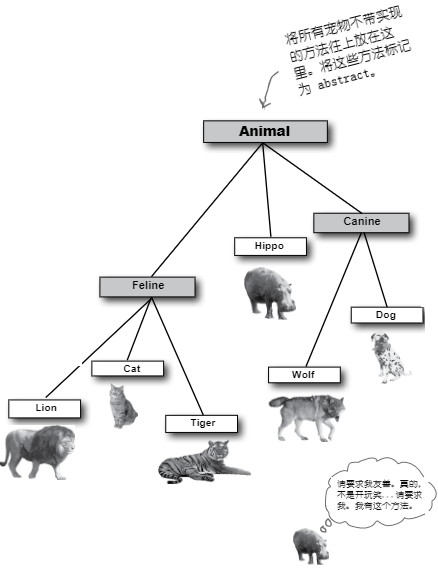 将所有宠物不带实现
的方法往上放在这
里。将这些方法标记
为 abstract。
Animal
Canine
Hippo
Feline
Dog
Cat
Wolf
Lion
Tiger
请要求我友善。真的,
不是开玩笑...请要求
我。我有这个方法。